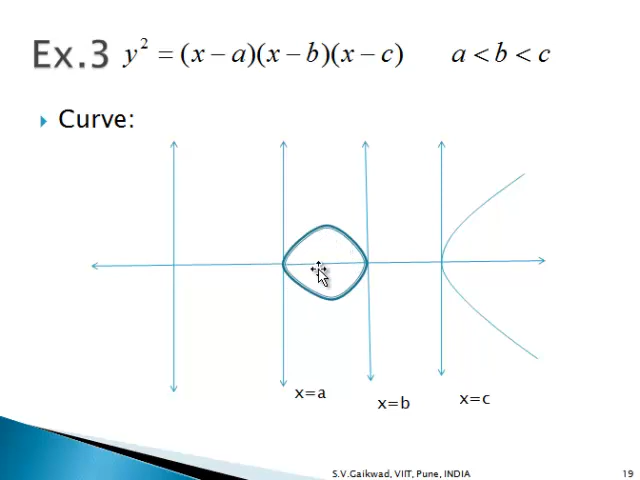 Ex.3 y² = (x − a)(x − b)(x − c) a < b < c
Curve:
x=a
x=b
x=c
S.V.Gaikwad, VIIT, Pune, INDIA 19